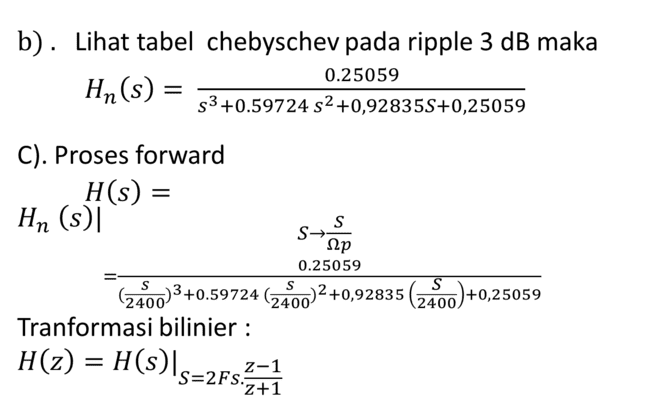 b). Lihat tabel chebyschev pada ripple 3 dB maka
Hₙ(s) = 0.25059 / s³+0.59724 s²+0,92835S+0,25059
C). Proses forward
H(s) =
Hₙ (s)|
S→S/Ωp
= 0.25059 / (S/2400)³+0.59724 (S/2400)²+0,92835 (S/2400)+0,25059
Tranformasi bilinier :
H(z) = H(s)|S=2Fs.z−1/z+1